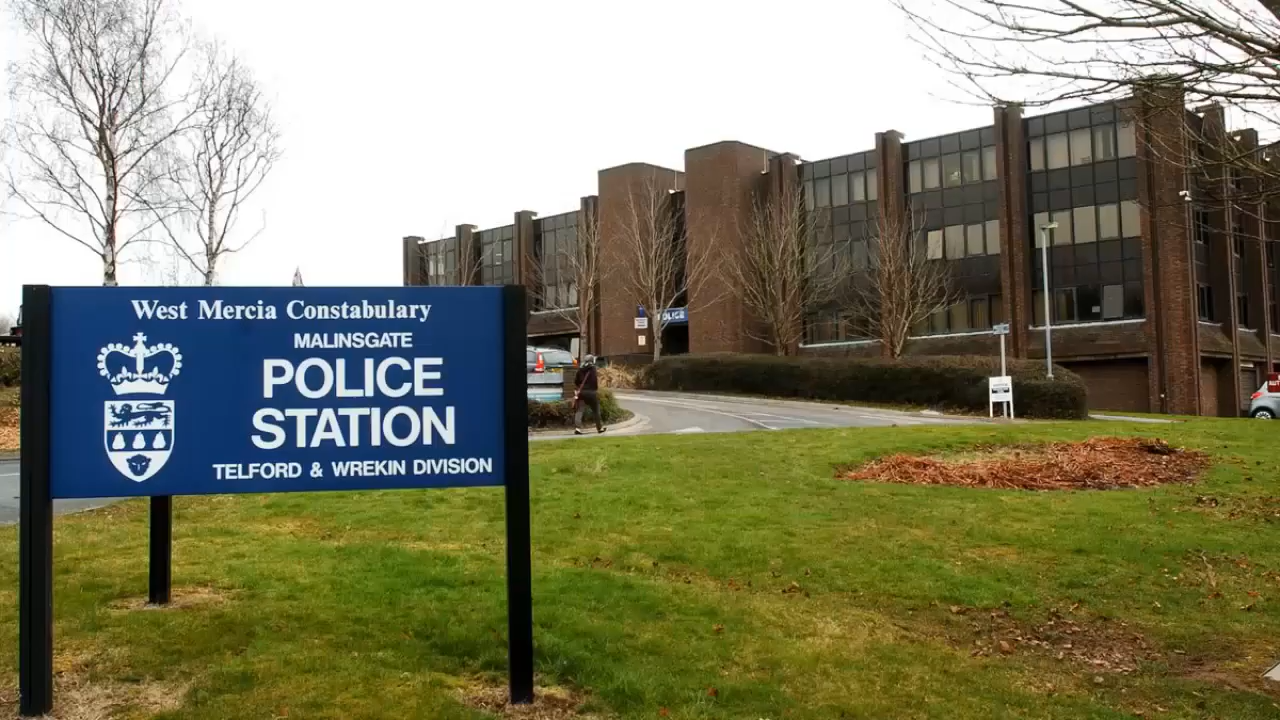 West Mercia Constabulary
MALINSGATE
POLICE
STATION
TELFORD & WREKIN DIVISION
POLICE